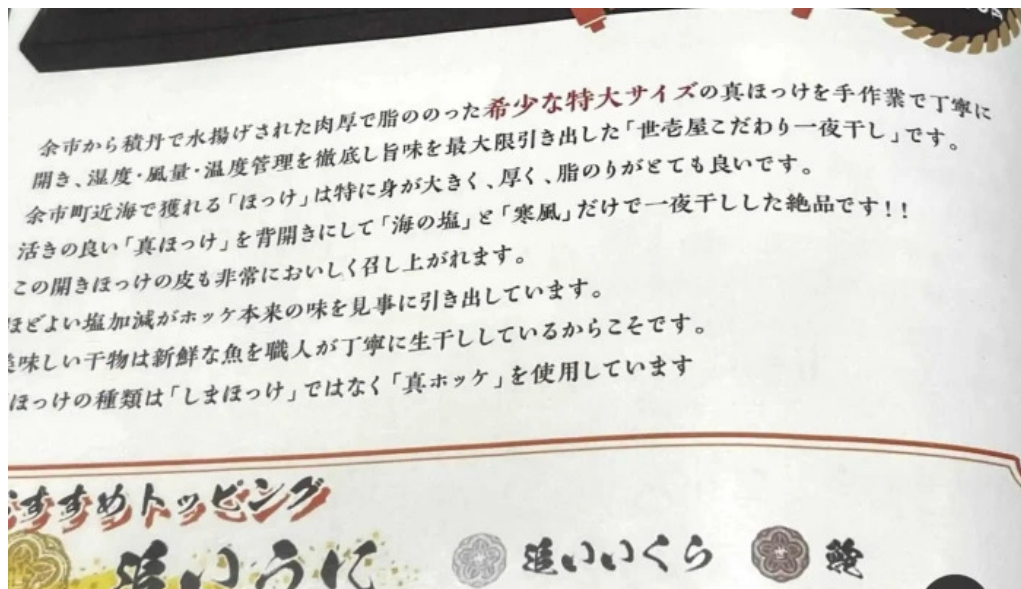 余市から積丹で水揚げされた肉厚で脂ののった希少な特大サイズの真ほっけを手作業で丁寧に
開き、湿度・風量・温度管理を徹底し旨味を最大限引き出した「世壱屋こだわり一夜干し」です。
余市町近海で獲れる「ほっけ」は特に身が大きく、厚く、脂のりがとても良いです。
活きの良い「真ほっけ」を背開きにして「海の塩」と「寒風」だけで一夜干しした絶品です!!
この開きほっけの皮も非常においしく召し上がれます。
ほどよい塩加減がホッケ本来の味を見事に引き出しています。
味しい干物は新鮮な魚を職人が丁寧に生干ししているからこそです。
ほっけの種類は「しまほっけ」ではなく「真ホッケ」を使用しています
すすめトッピング
追いうに
追いいくら